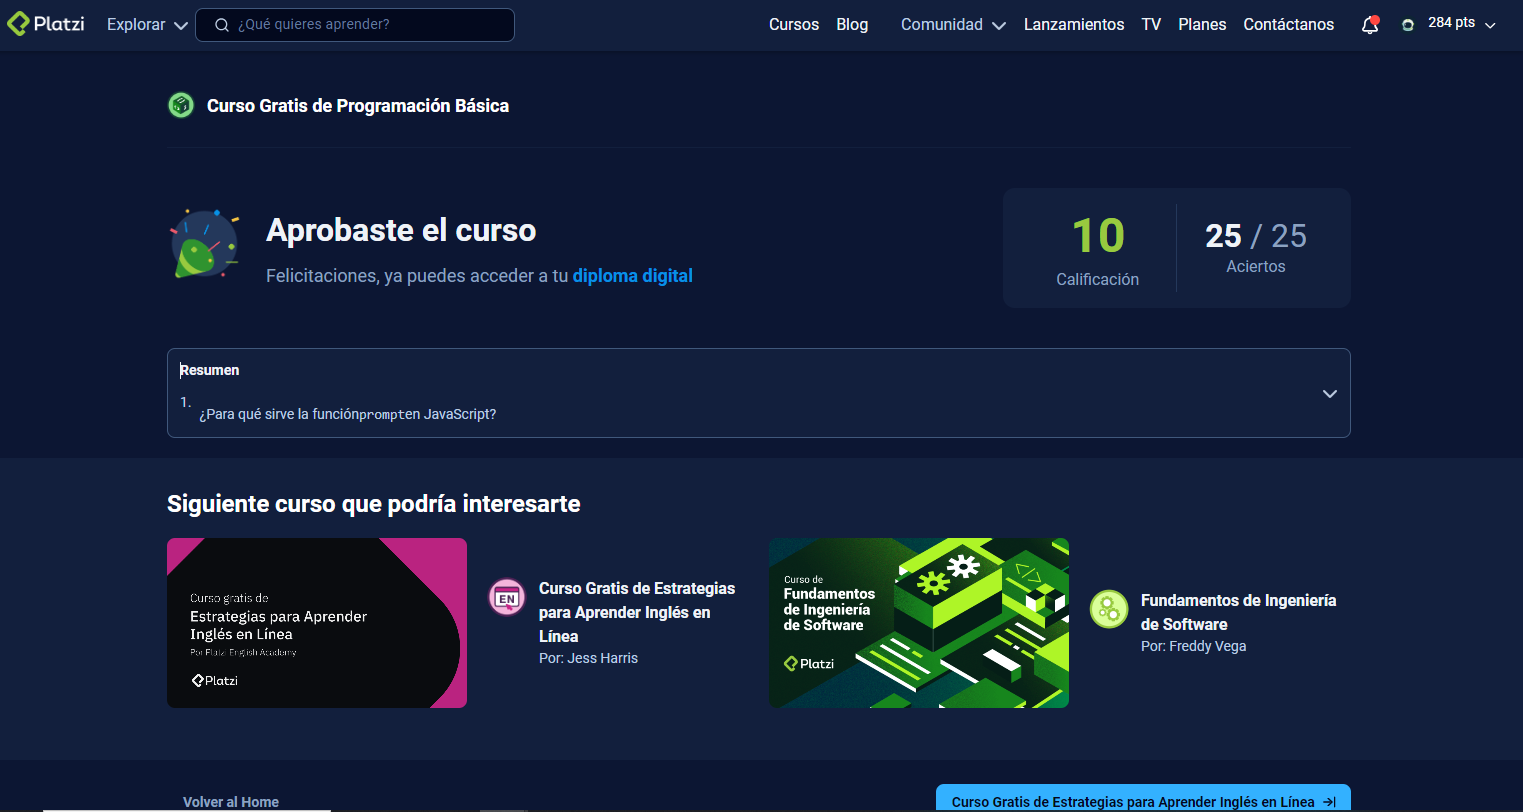 Platzi
Explorar
¿Qué quieres aprender?
Cursos
Blog
Comunidad
Lanzamientos
TV
Planes
Contáctanos
284 pts
Curso Gratis de Programación Básica
Aprobaste el curso
Felicitaciones, ya puedes acceder a tu diploma digital
10
Calificación
25 / 25
Aciertos
Resumen
1.
¿Para qué sirve la funciónprompten JavaScript?
Siguiente curso que podría interesarte
Curso gratis de
Estrategias para Aprender
Inglés en Línea
Por Platzi English Academy
Platzi
EN
Curso Gratis de Estrategias
para Aprender Inglés en
Línea
Por: Jess Harris
Curso de
Fundamentos
de Ingeniería
de Software
Platzi
</>
Fundamentos de Ingeniería
de Software
Por: Freddy Vega
Volver al Home
Curso Gratis de Estrategias para Aprender Inglés en Línea